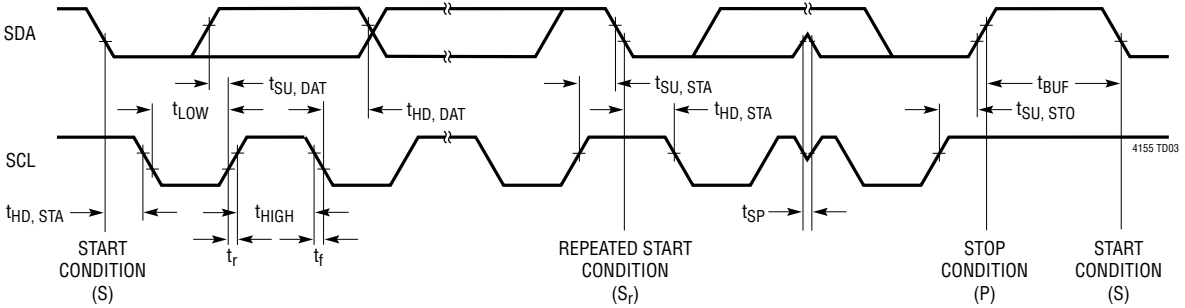 SDA
tSU, DAT
tSU, STA
tBUF
tLOW
tHD, DAT
tHD, STA
tSU, STO
SCL
4155 TD03
tHD, STA
tHIGH
tSP
tr
tf
START
CONDITION
(S)
REPEATED START
CONDITION
(Sr)
STOP
CONDITION
(P)
START
CONDITION
(S)